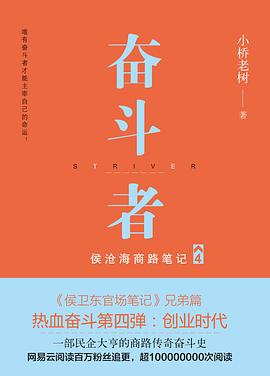 唯有奋斗者才能主宰自己的命运！
小桥老树
著
奋斗者
STRIVER
侯沧海商路笔记
4
《侯卫东官场笔记》兄弟篇
热血奋斗第四弹：创业时代
一部民企大亨的商路传奇奋斗史
网易云阅读百万粉丝追更，超100000000次阅读